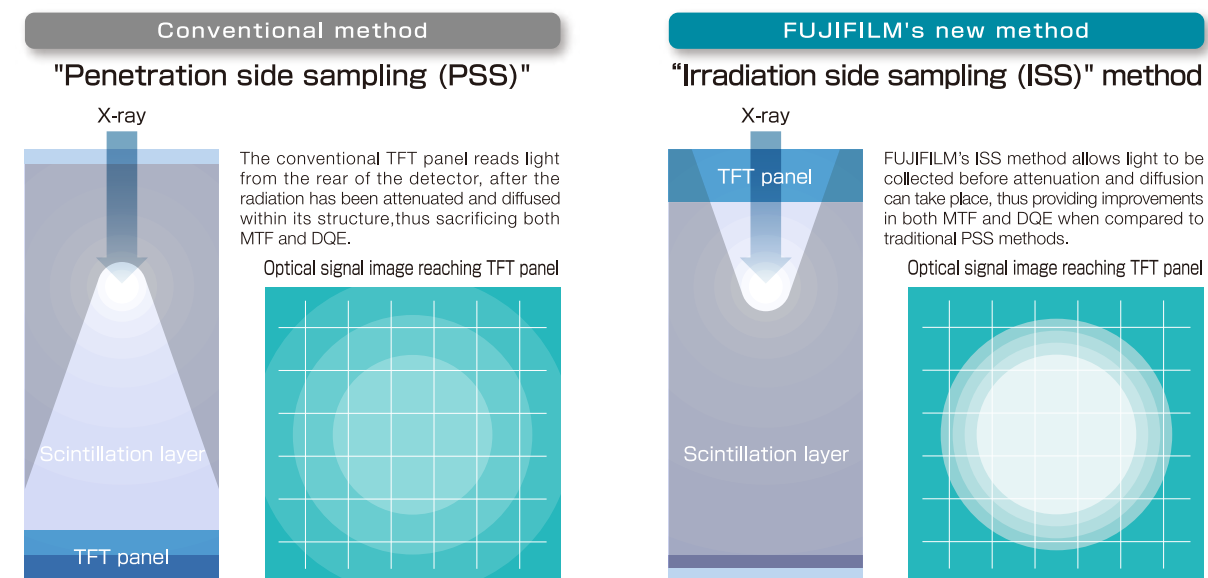 Conventional method
"Penetration side sampling (PSS)"
X-ray
The conventional TFT panel reads light
from the rear of the detector, after the
radiation has been attenuated and diffused
within its structure,thus sacrificing both
MTF and DQE.
Optical signal image reaching TFT panel
Scintillation layer
TFT panel
FUJIFILM's new method
“Irradiation side sampling (ISS)" method
X-ray
TFT panel
FUJIFILM’s ISS method allows light to be
collected before attenuation and diffusion
can take place, thus providing improvements
in both MTF and DQE when compared to
traditional PSS methods.
Optical signal image reaching TFT panel
Scintillation layer